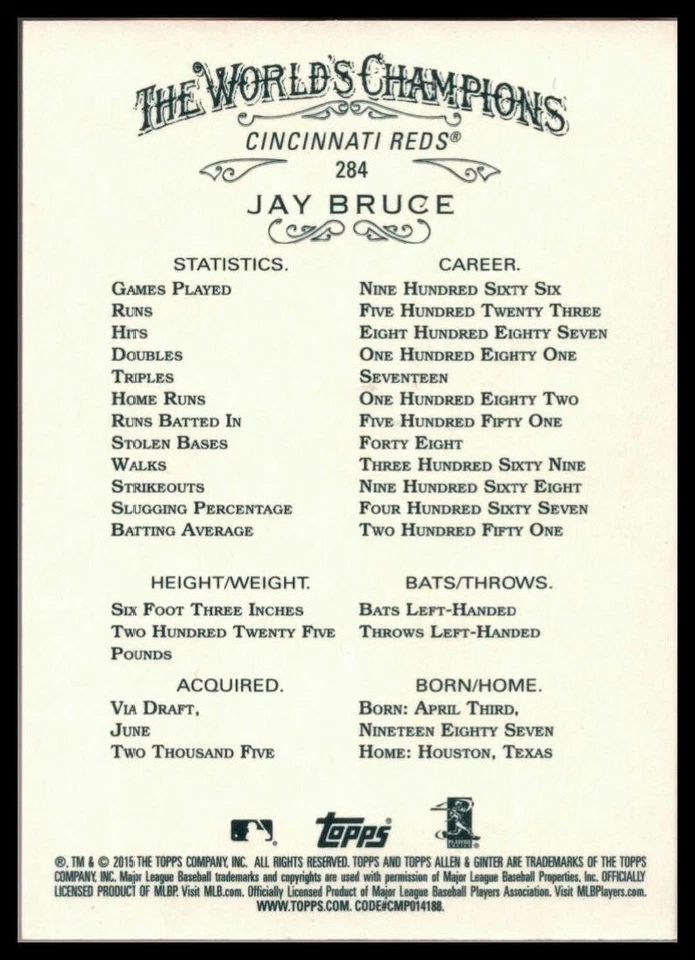 THE WORLD'S CHAMPIONS
CINCINNATI REDS®
284
JAY BRUCE
STATISTICS. CAREER.
GAMES PLAYED NINE HUNDRED SIXTY SIX
RUNS FIVE HUNDRED TWENTY THREE
HITS EIGHT HUNDRED EIGHTY SEVEN
DOUBLES ONE HUNDRED EIGHTY ONE
TRIPLES SEVENTEEN
HOME RUNS ONE HUNDRED EIGHTY TWO
RUNS BATTED IN FIVE HUNDRED FIFTY ONE
STOLEN BASES FORTY EIGHT
WALKS THREE HUNDRED SIXTY NINE
STRIKEOUTS NINE HUNDRED SIXTY EIGHT
SLUGGING PERCENTAGE FOUR HUNDRED SIXTY SEVEN
BATTING AVERAGE TWO HUNDRED FIFTY ONE
HEIGHT/WEIGHT. BATS/THROWS.
SIX FOOT THREE INCHES BATS LEFT-HANDED
TWO HUNDRED TWENTY FIVE THROWS LEFT-HANDED
POUNDS
ACQUIRED. BORN/HOME.
VIA DRAFT, BORN: APRIL THIRD,
JUNE NINETEEN EIGHTY SEVEN
TWO THOUSAND FIVE HOME: HOUSTON, TEXAS
Topps®
®, TM & © 2015 THE TOPPS COMPANY, INC. ALL RIGHTS RESERVED. TOPPS AND TOPPS ALLEN & GINTER ARE TRADEMARKS OF THE TOPPS
COMPANY, INC. Major League Baseball trademarks and copyrights are used with permission of Major League Baseball Properties, Inc. OFFICIALLY
LICENSED PRODUCT OF MLBP. Visit MLB.com. Officially Licensed Product of Major League Baseball Players Association. Visit MLBPlayers.com.
WWW.TOPPS.COM. CODE#CMP014188.